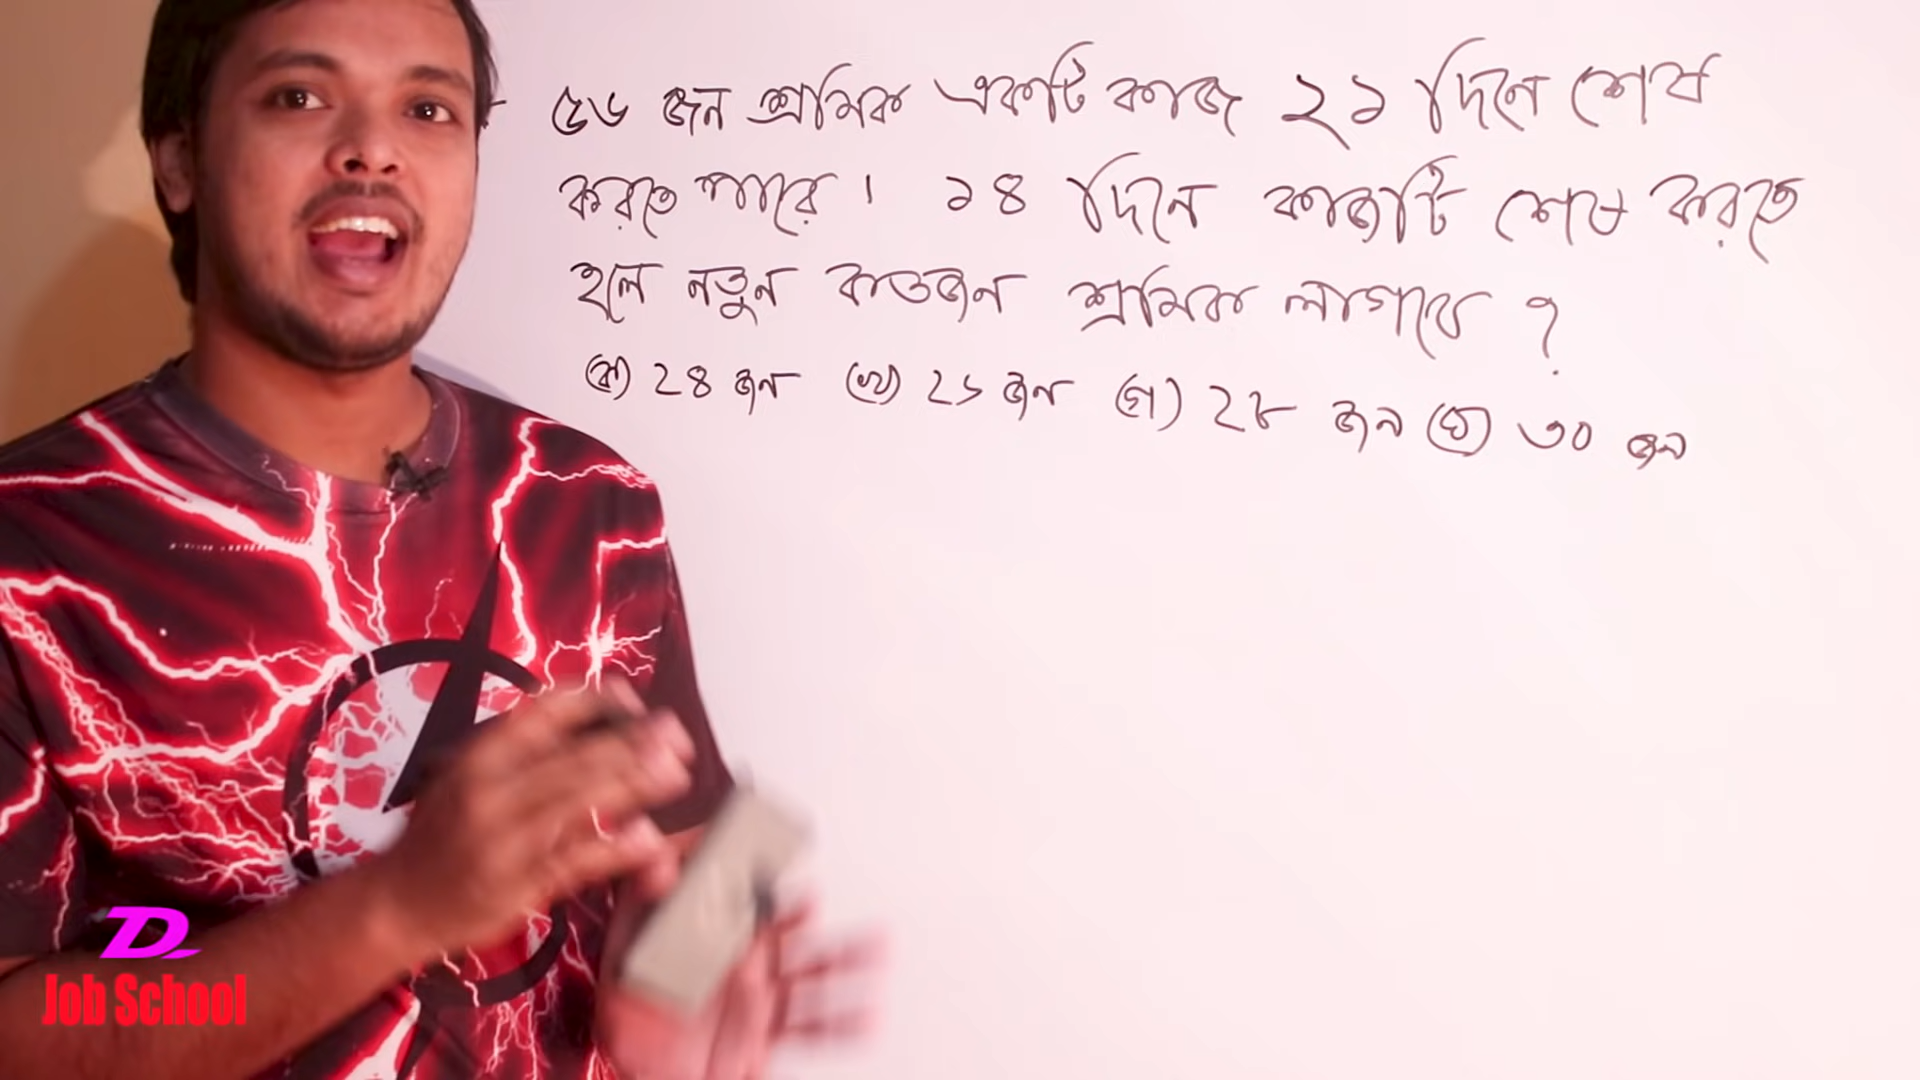 ৫৬ জন শ্রমিক একটি কাজ ২১ দিনে শেষ
করতে পারে। ১৪ দিনে কাজটি শেষ করতে
হলে নতুন কতজন শ্রমিক লাগবে ?
(ক) ২৪ জন (খ) ২৬ জন (গ) ২৮ জন (ঘ) ৩০ জন
D
Job School